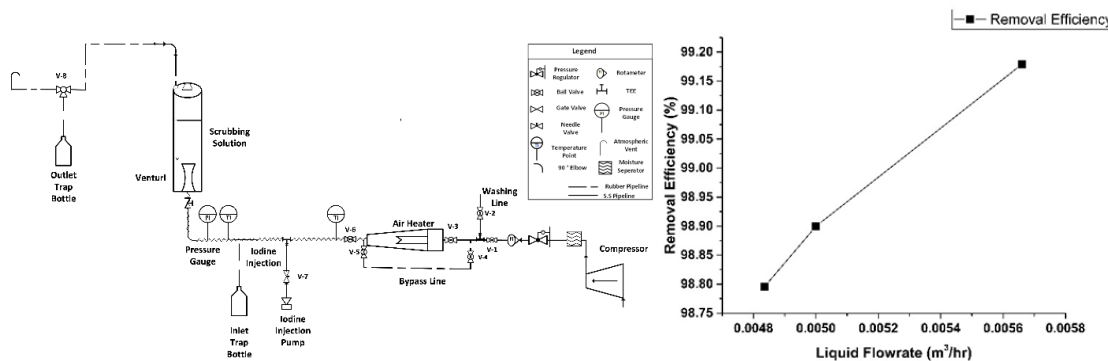 V-8
Outlet
Trap
Bottle
Scrubbing
Solution
Venturi
Pressure
Gauge
Inlet
Trap
Bottle
Iodine
Injection
V-7
Iodine
Injection
Pump
V-6
V-5
Air Heater
V-3
Bypass Line
V-4
Washing
Line
V-2
V-1
Compressor
Legend
Pressure
Regulator
Rotameter
Ball Valve
TEE
Gate Valve
Pressure
Gauge
Needle
Valve
Temperature
Point
Atmospheric
Vent
90 ° Elbow
Moisture
Seperator
Rubber Pipeline
S.S Pipeline
Removal Efficiency
99.20
99.15
99.10
99.05
99.00
98.95
98.90
98.85
98.80
98.75
Removal Efficiency (%)
0.0048 0.0050 0.0052 0.0054 0.0056 0.0058
Liquid Flowrate (m³/hr)